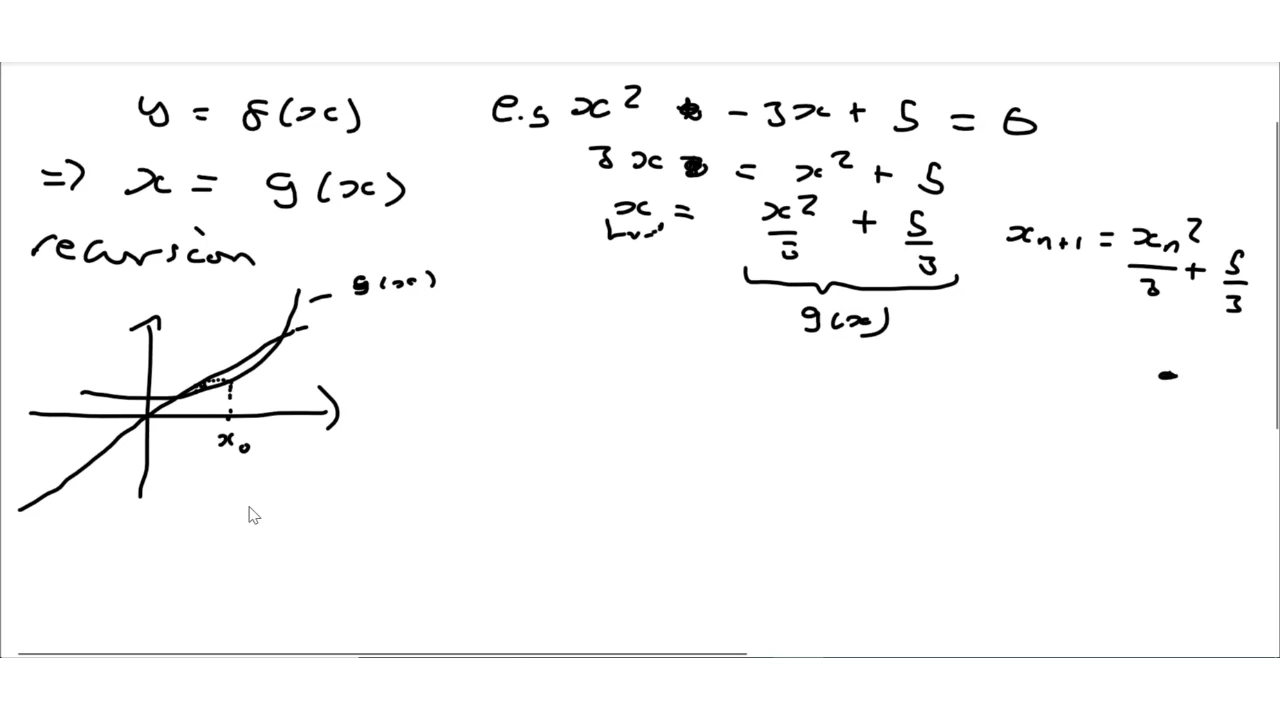 y = f(x)
=> x = g(x)
recursion
g(x)
x₀
e.g x² - 3x + 5 = 0
3x = x² + 5
x = x²/3 + 5/3
g(x)
xₙ₊₁ = xₙ²/3 + 5/3